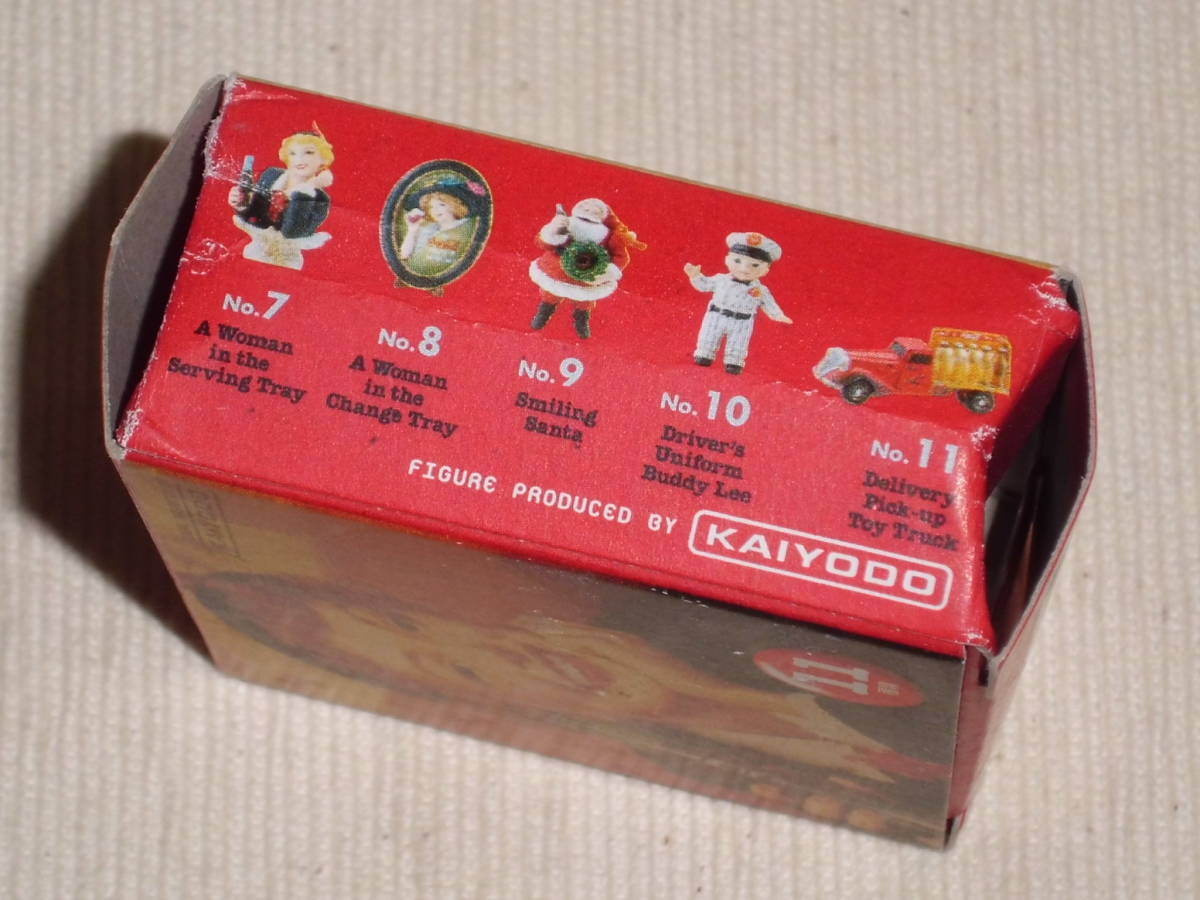 No.7
A Woman
in the
Serving Tray
No.8
A Woman
in the
Change Tray
No.9
Smiling
Santa
No.10
Driver's
Uniform
Buddy Lee
No.11
Delivery
Pick-up
Toy Truck
FIGURE PRODUCED BY KAIYODO
11